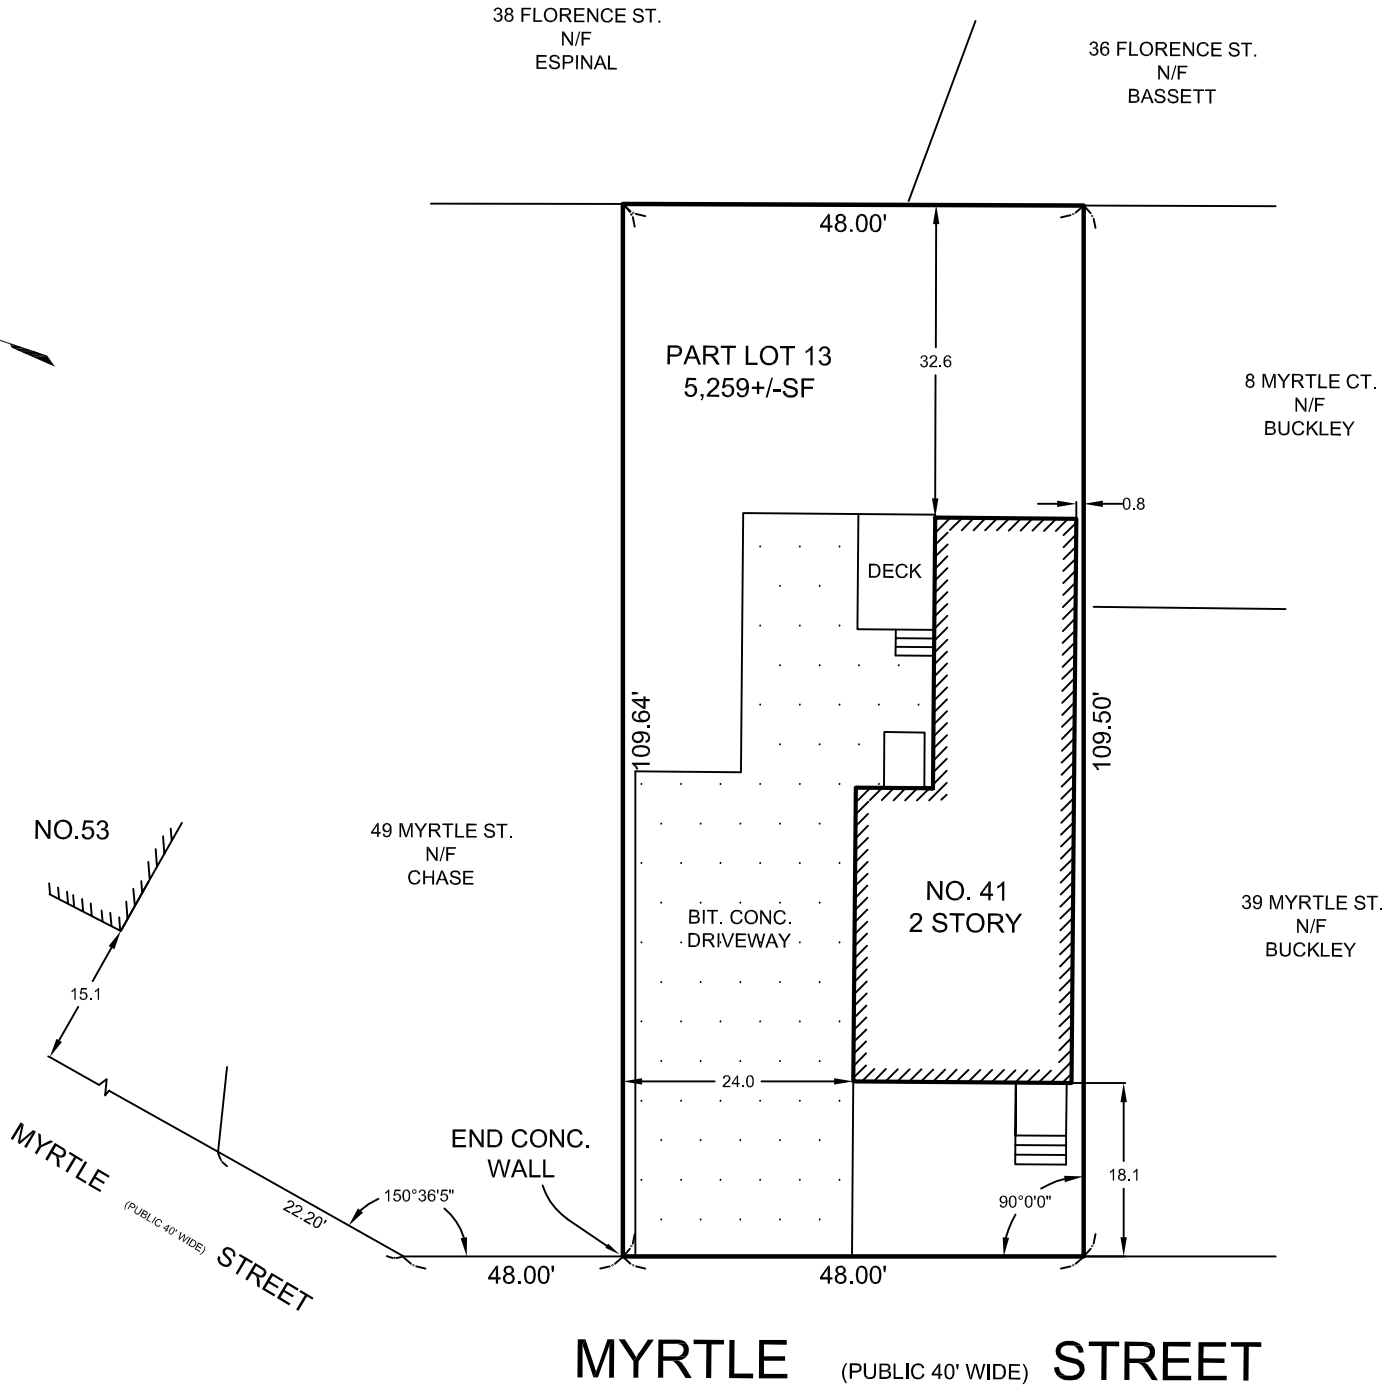 38 FLORENCE ST.
N/F
ESPINAL
36 FLORENCE ST.
N/F
BASSETT
48.00'
PART LOT 13
5,259+/-SF
32.6
8 MYRTLE CT.
N/F
BUCKLEY
0.8
DECK
109.64'
109.50'
NO.53
49 MYRTLE ST.
N/F
CHASE
NO. 41
2 STORY
BIT. CONC.
DRIVEWAY
39 MYRTLE ST.
N/F
BUCKLEY
15.1
24.0
END CONC.
WALL
18.1
150°36'5"
90°0'0"
22.20'
MYRTLE (PUBLIC 40' WIDE) STREET
48.00'
48.00'
MYRTLE (PUBLIC 40' WIDE) STREET